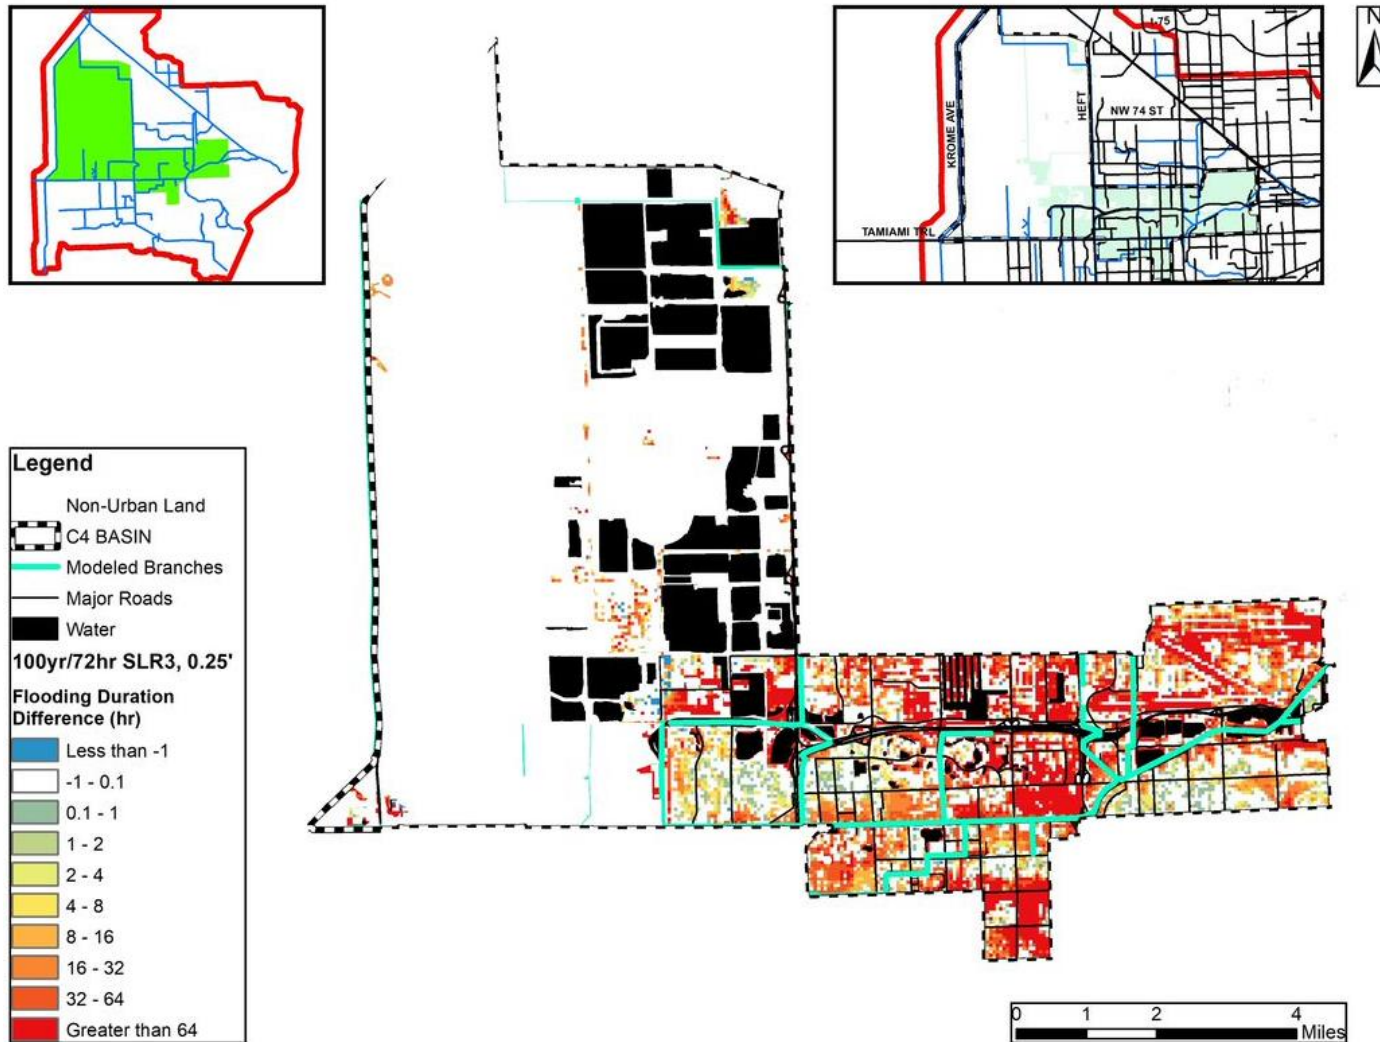 N
I-75
KROME AVE
HEFT
NW 74 ST
TAMIAMI TRL
Legend
Non-Urban Land
C4 BASIN
Modeled Branches
Major Roads
Water
100yr/72hr SLR3, 0.25'
Flooding Duration
Difference (hr)
Less than -1
-1 - 0.1
0.1 - 1
1 - 2
2 - 4
4 - 8
8 - 16
16 - 32
32 - 64
Greater than 64
0 1 2 4
Miles